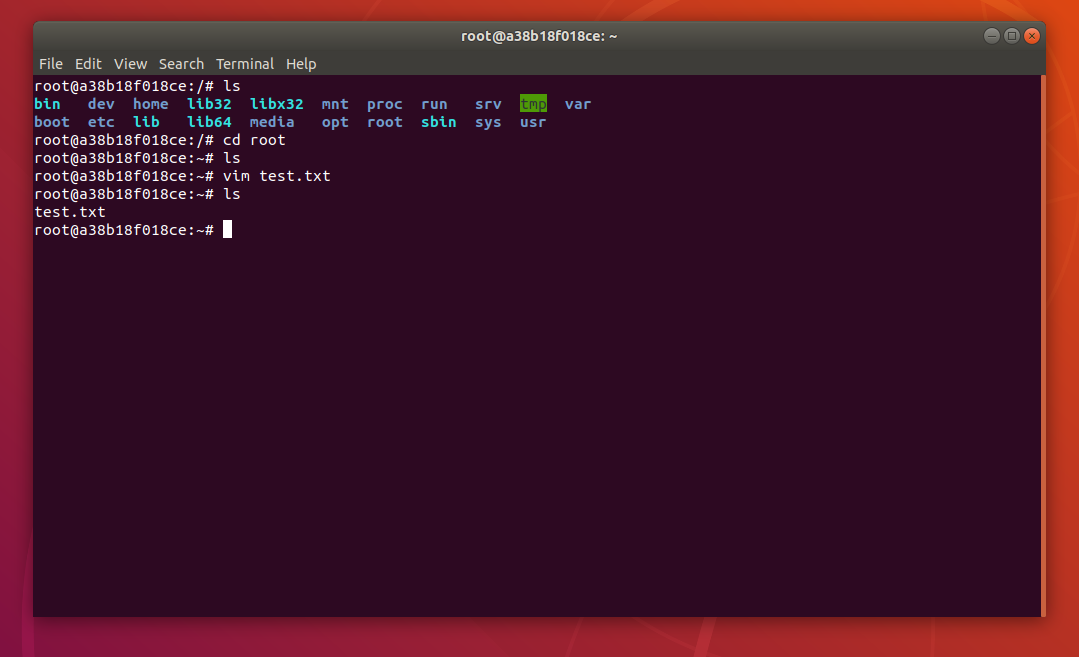 root@a38b18f018ce: ~
File Edit View Search Terminal Help
root@a38b18f018ce:/# ls
bin dev home lib32 libx32 mnt proc run srv tmp var
boot etc lib lib64 media opt root sbin sys usr
root@a38b18f018ce:/# cd root
root@a38b18f018ce:~# ls
root@a38b18f018ce:~# vim test.txt
root@a38b18f018ce:~# ls
test.txt
root@a38b18f018ce:~#